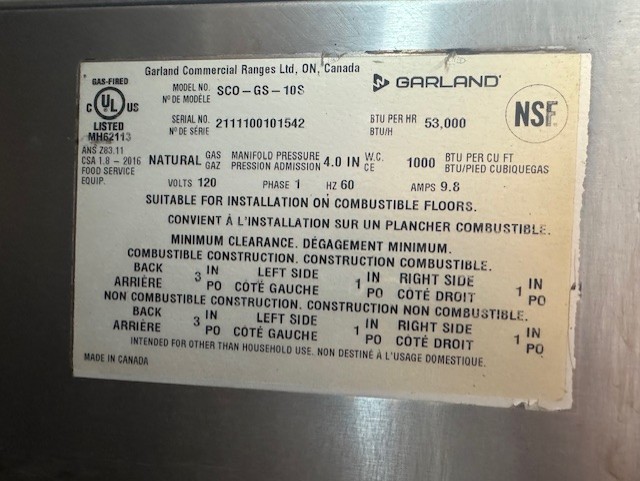 Garland Commercial Ranges Ltd, ON, Canada
GAS-FIRED
C UL US
LISTED
MH62113
MODEL NO. SCO-GS-10S
Nº DE MODÈLE
GARLAND
SERIAL NO. 2111100101542
Nº DE SÉRIE
BTU PER HR 53,000
BTU/H
NSF
ANS Z83.11
CSA 1.8 – 2016
FOOD SERVICE
EQUIP.
NATURAL GAS MANIFOLD PRESSURE 4.0 IN W.C. 1000 BTU PER CU FT
GAZ PRESSION ADMISSION CE BTU/PIED CUBIQUEGAS
VOLTS 120 PHASE 1 HZ 60 AMPS 9.8
SUITABLE FOR INSTALLATION ON COMBUSTIBLE FLOORS.
CONVIENT À L'INSTALLATION SUR UN PLANCHER COMBUSTIBLE.
MINIMUM CLEARANCE. DÉGAGEMENT MINIMUM.
COMBUSTIBLE CONSTRUCTION. CONSTRUCTION COMBUSTIBLE.
BACK 3 IN LEFT SIDE 1 IN RIGHT SIDE 1 IN
ARRIÈRE PO CÔTÉ GAUCHE PO CÔTÉ DROIT PO
NON COMBUSTIBLE CONSTRUCTION. CONSTRUCTION NON COMBUSTIBLE.
BACK 3 IN LEFT SIDE 1 IN RIGHT SIDE 1 IN
ARRIÈRE PO CÔTÉ GAUCHE PO CÔTÉ DROIT PO
INTENDED FOR OTHER THAN HOUSEHOLD USE. NON DESTINÉ À L'USAGE DOMESTIQUE.
MADE IN CANADA